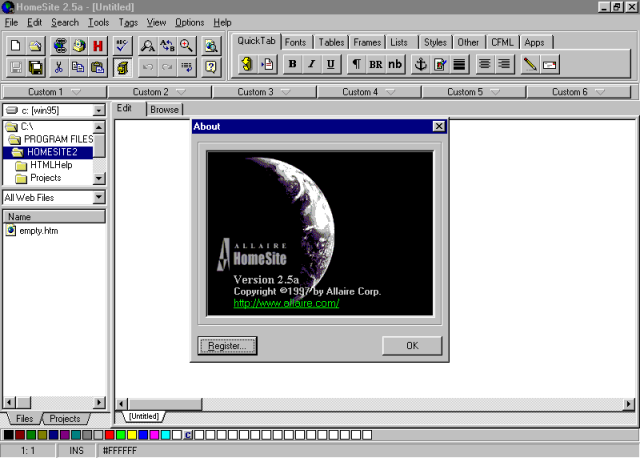 HomeSite 2.5a - [Untitled]
File Edit Search Tools Tags View Options Help
QuickTab Fonts Tables Frames Lists Styles Other CFML Apps
H ABC
B I U ¶ BR nb
Custom 1 Custom 2 Custom 3 Custom 4 Custom 5 Custom 6
c: [win95]
Edit Browse
C:\
PROGRAM FILES
HOMESITE2
HTMLHelp
Projects
All Web Files
Name
empty.htm
About
ALLAIRE
HomeSite
Version 2.5a
Copyright ©1997 by Allaire Corp.
http://www.allaire.com/
Register... OK
Files Projects
[Untitled]
C
1: 1 INS #FFFFFF